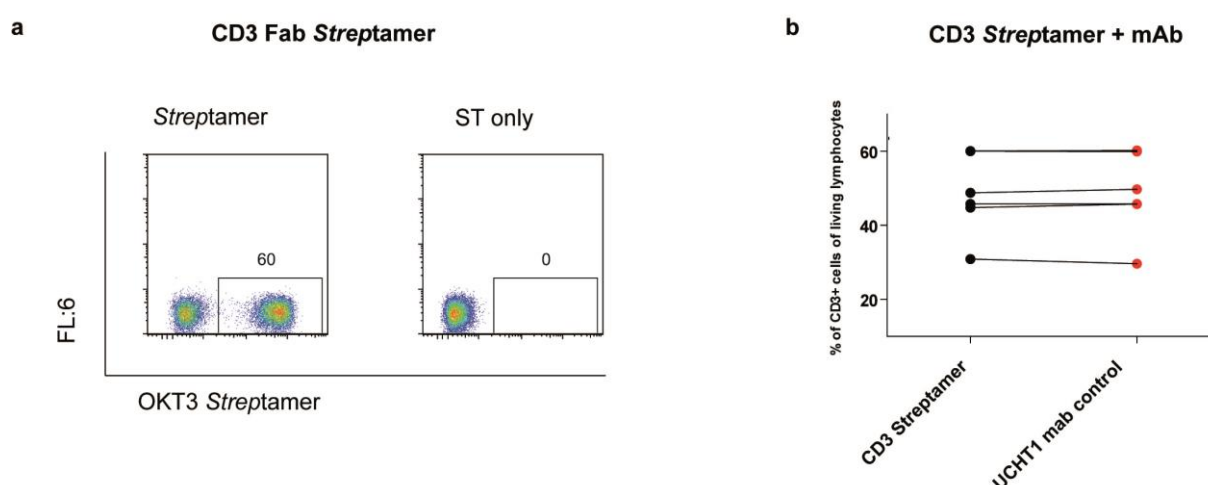 a
CD3 Fab Streptamer
Streptamer
ST only
60
0
FL:6
OKT3 Streptamer
b
CD3 Streptamer + mAb
% of CD3+ cells of living lymphocytes
60
40
20
CD3 Streptamer
UCHT1 mab control